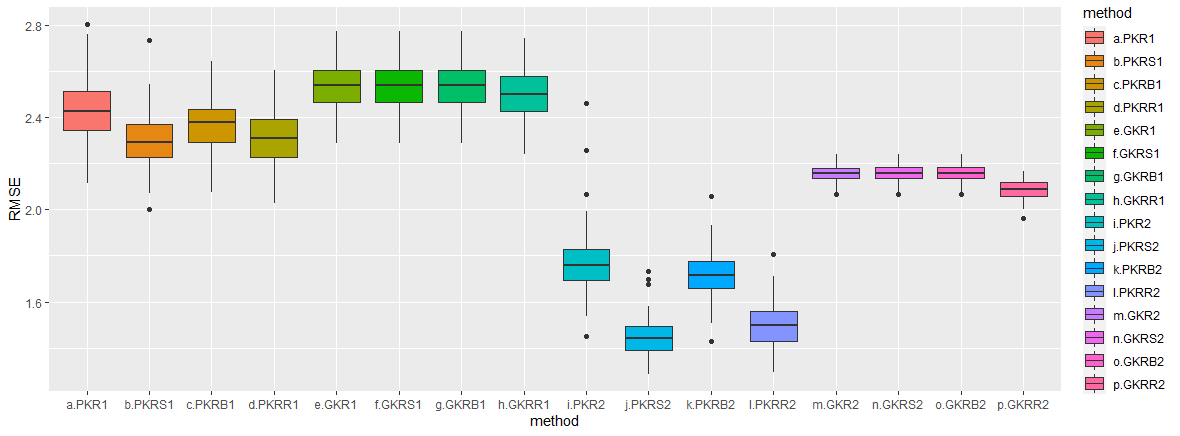 RMSE
2.8
2.4
2.0
1.6
a.PKR1 b.PKRS1 c.PKRB1 d.PKRR1 e.GKR1 f.GKRS1 g.GKRB1 h.GKRR1 i.PKR2 j.PKRS2 k.PKRB2 l.PKRR2 m.GKR2 n.GKRS2 o.GKRB2 p.GKRR2
method
method
a.PKR1
b.PKRS1
c.PKRB1
d.PKRR1
e.GKR1
f.GKRS1
g.GKRB1
h.GKRR1
i.PKR2
j.PKRS2
k.PKRB2
l.PKRR2
m.GKR2
n.GKRS2
o.GKRB2
p.GKRR2